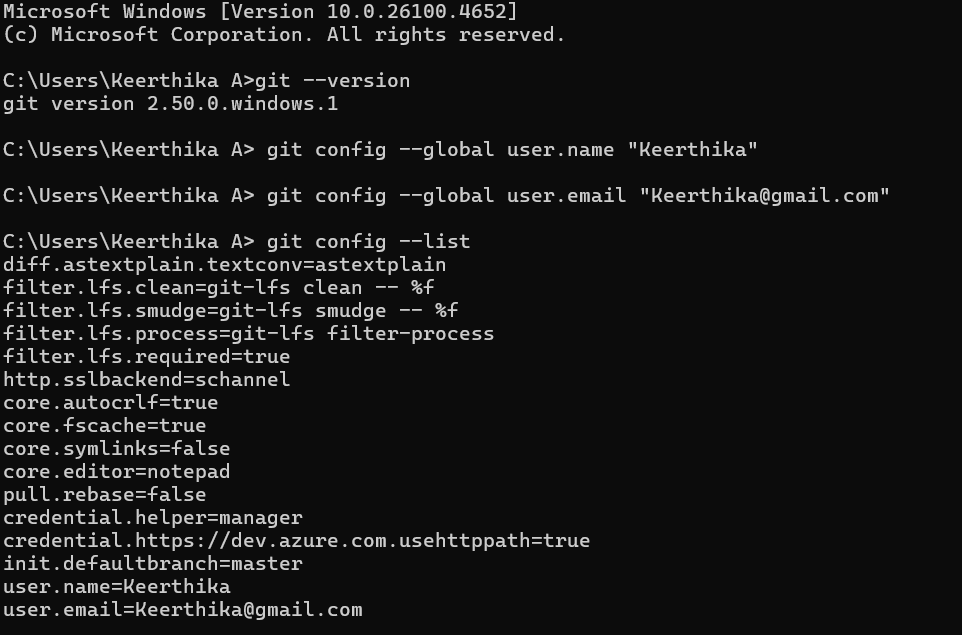 Microsoft Windows [Version 10.0.26100.4652]
(c) Microsoft Corporation. All rights reserved.
C:\Users\Keerthika A>git --version
git version 2.50.0.windows.1
C:\Users\Keerthika A> git config --global user.name "Keerthika"
C:\Users\Keerthika A> git config --global user.email "Keerthika@gmail.com"
C:\Users\Keerthika A> git config --list
diff.astextplain.textconv=astextplain
filter.lfs.clean=git-lfs clean -- %f
filter.lfs.smudge=git-lfs smudge -- %f
filter.lfs.process=git-lfs filter-process
filter.lfs.required=true
http.sslbackend=schannel
core.autocrlf=true
core.fscache=true
core.symlinks=false
core.editor=notepad
pull.rebase=false
credential.helper=manager
credential.https://dev.azure.com.usehttppath=true
init.defaultbranch=master
user.name=Keerthika
user.email=Keerthika@gmail.com